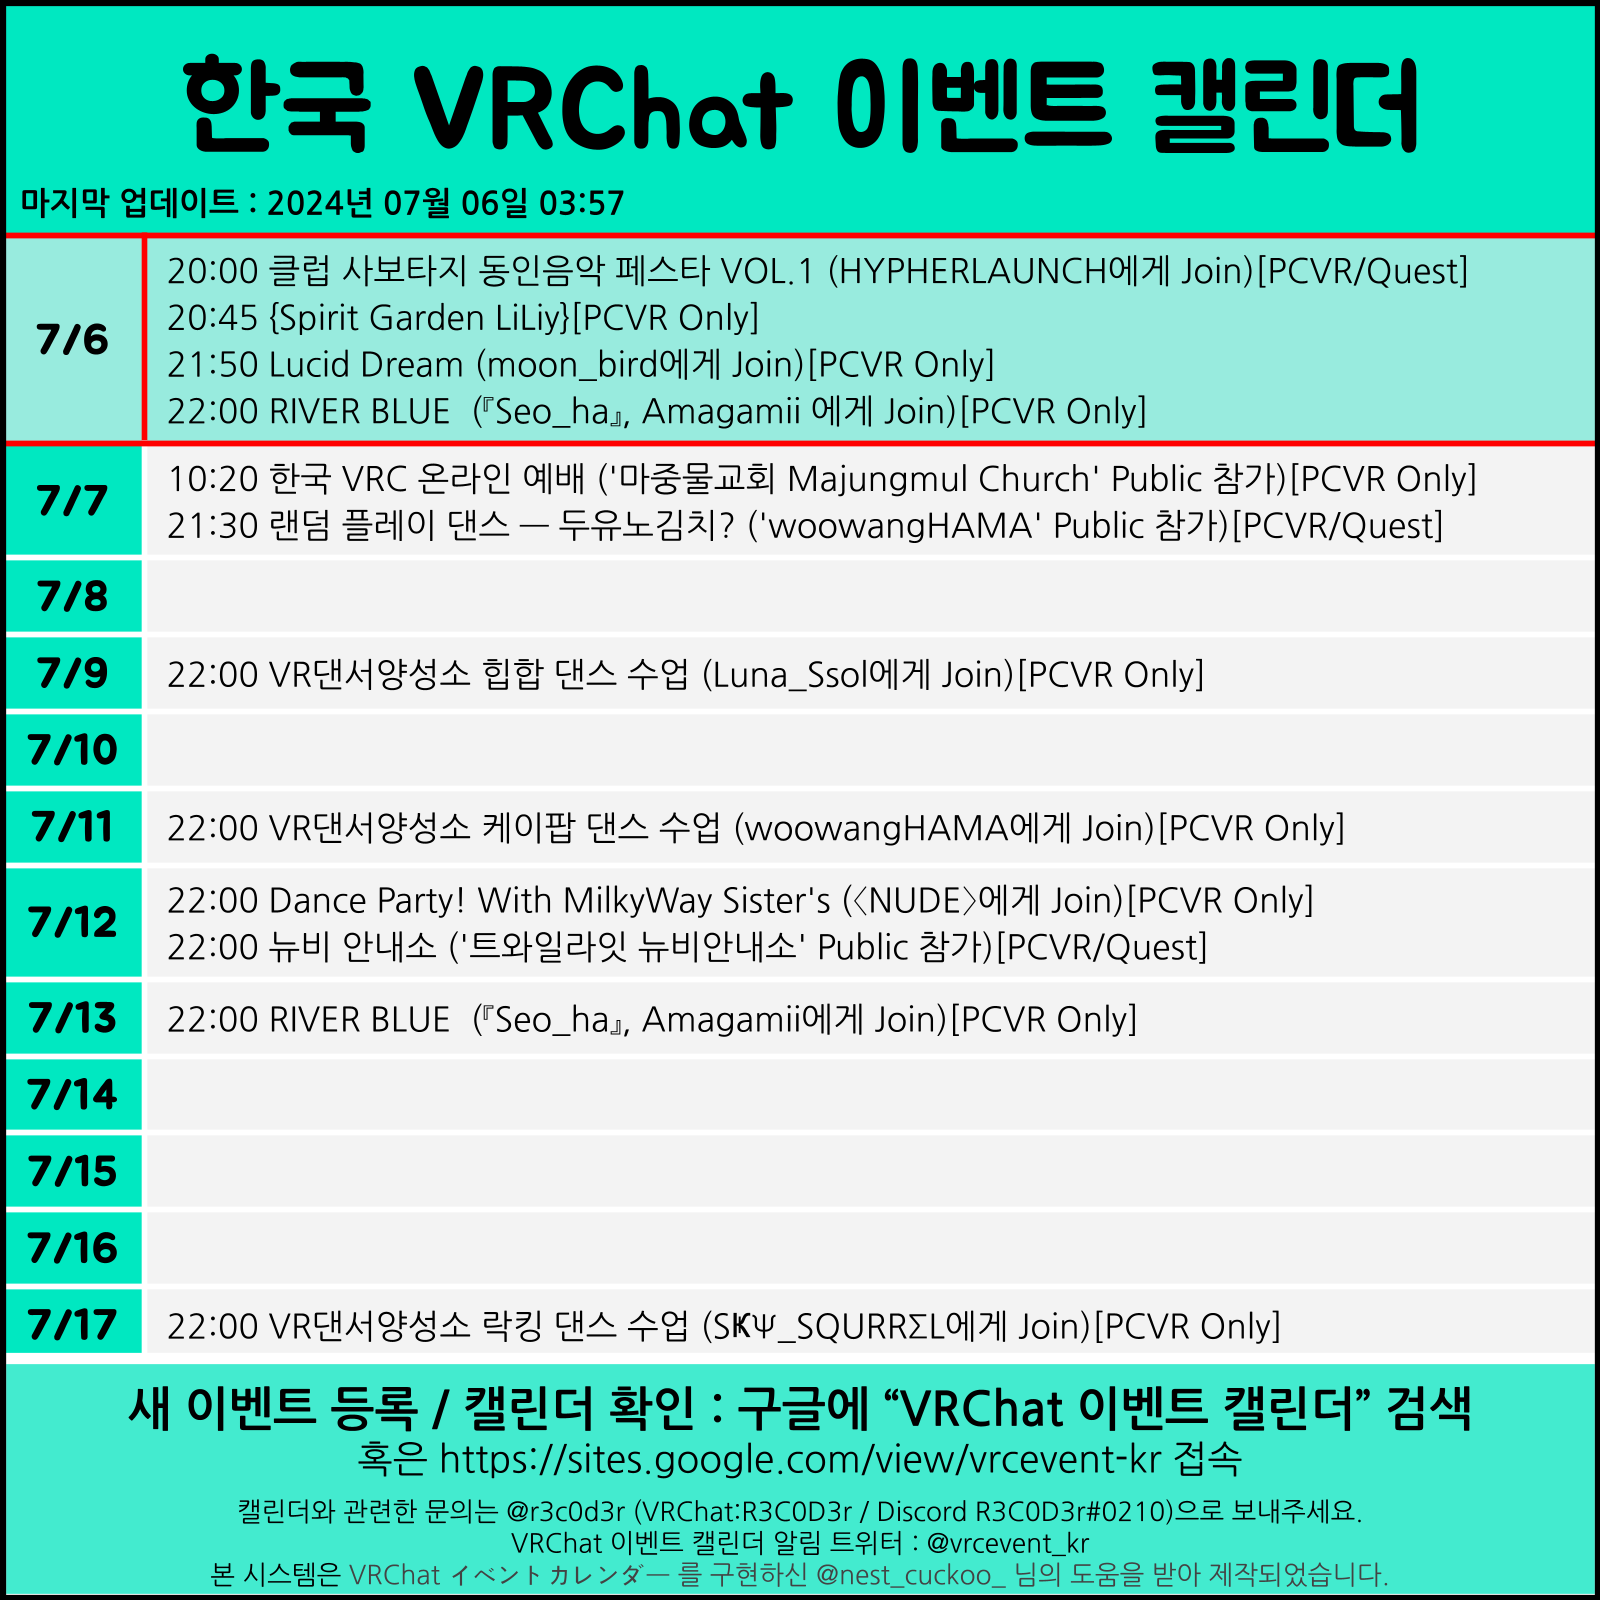 한국 VRChat 이벤트 캘린더
마지막 업데이트 : 2024년 07월 06일 03:57
7/6
20:00 클럽 사보타지 동인음악 페스타 VOL.1 (HYPHERLAUNCH에게 Join)[PCVR/Quest]
20:45 {Spirit Garden LiLiy}[PCVR Only]
21:50 Lucid Dream (moon_bird에게 Join)[PCVR Only]
22:00 RIVER BLUE (『Seo_ha』, Amagamii 에게 Join)[PCVR Only]
7/7
10:20 한국 VRC 온라인 예배 ('마중물교회 Majungmul Church' Public 참가)[PCVR Only]
21:30 랜덤 플레이 댄스 — 두유노김치? ('woowangHAMA' Public 참가)[PCVR/Quest]
7/8
7/9
22:00 VR댄서양성소 힙합 댄스 수업 (Luna_Ssol에게 Join)[PCVR Only]
7/10
7/11
22:00 VR댄서양성소 케이팝 댄스 수업 (woowangHAMA에게 Join)[PCVR Only]
7/12
22:00 Dance Party! With MilkyWay Sister's (〈NUDE〉에게 Join)[PCVR Only]
22:00 뉴비 안내소 ('트와일라잇 뉴비안내소' Public 참가)[PCVR/Quest]
7/13
22:00 RIVER BLUE (『Seo_ha』, Amagamii에게 Join)[PCVR Only]
7/14
7/15
7/16
7/17
22:00 VR댄서양성소 락킹 댄스 수업 (S₭Ψ_SQURRΣL에게 Join)[PCVR Only]
새 이벤트 등록 / 캘린더 확인 : 구글에 “VRChat 이벤트 캘린더” 검색
혹은 https://sites.google.com/view/vrcevent-kr 접속
캘린더와 관련한 문의는 @r3c0d3r (VRChat:R3C0D3r / Discord R3C0D3r#0210)으로 보내주세요.
VRChat 이벤트 캘린더 알림 트위터 : @vrcevent_kr
본 시스템은 VRChat イベントカレンダー 를 구현하신 @nest_cuckoo_ 님의 도움을 받아 제작되었습니다.